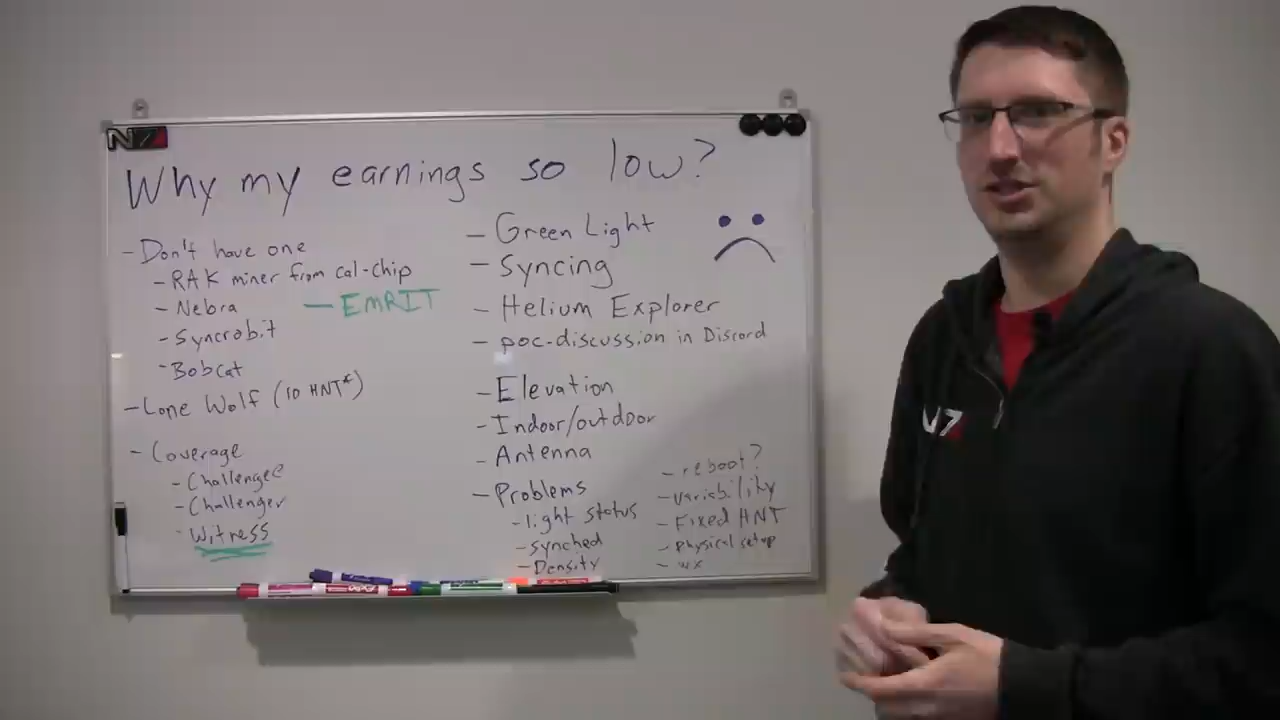 N7
Why my earnings so low?
- Don't have one
- RAK miner from cal-chip
- Nebra
- EMRIT
- Syncrobit
- Bobcat
- Lone Wolf (10 HNT*)
- Coverage
- Challengee
- Challenger
- Witness
- Green Light
- Syncing
- Helium Explorer
- poc-discussion in Discord
- Elevation
- Indoor/outdoor
- Antenna
- Problems
- light status
- synched
- Density
- reboot?
- variability
- Fixed HNT
- Physical setup
- wx
N7